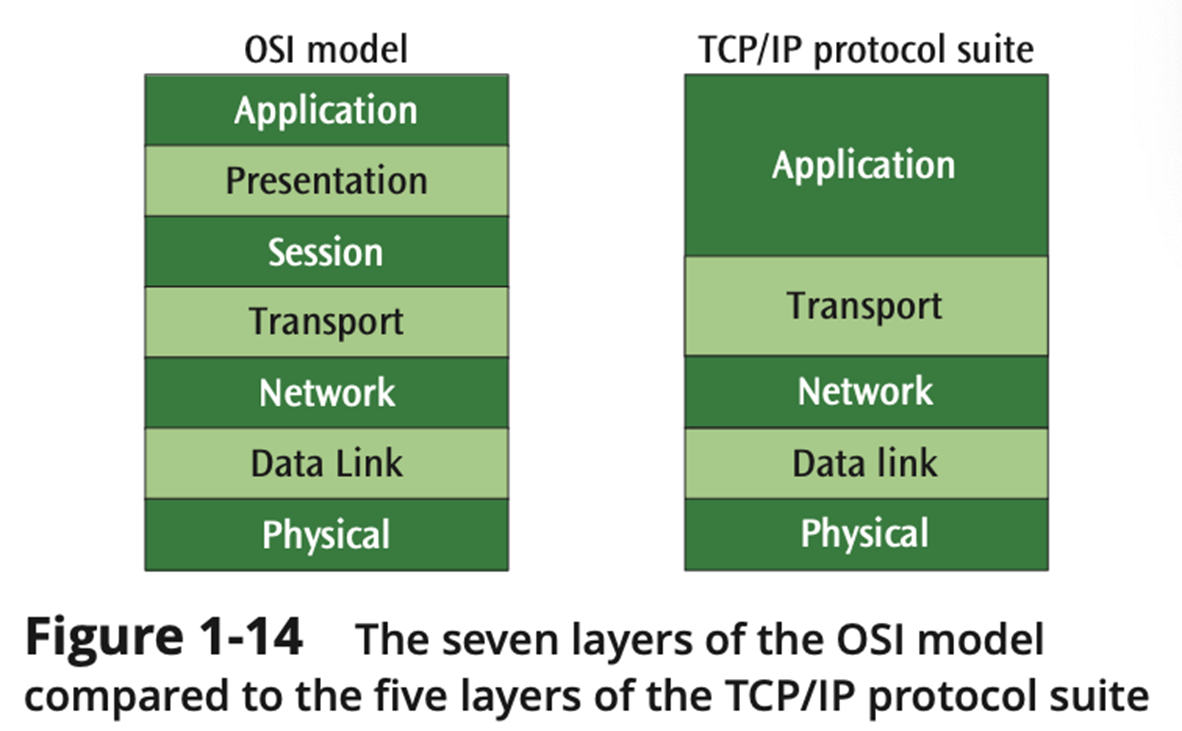 OSI model
Application
Presentation
Session
Transport
Network
Data Link
Physical
TCP/IP protocol suite
Application
Transport
Network
Data link
Physical
Figure 1-14 The seven layers of the OSI model
compared to the five layers of the TCP/IP protocol suite